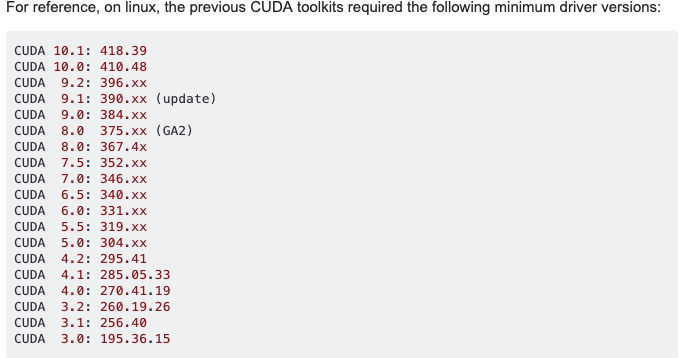 For reference, on linux, the previous CUDA toolkits required the following minimum driver versions:
CUDA 10.1: 418.39
CUDA 10.0: 410.48
CUDA  9.2: 396.xx
CUDA  9.1: 390.xx (update)
CUDA  9.0: 384.xx
CUDA  8.0  375.xx (GA2)
CUDA  8.0: 367.4x
CUDA  7.5: 352.xx
CUDA  7.0: 346.xx
CUDA  6.5: 340.xx
CUDA  6.0: 331.xx
CUDA  5.5: 319.xx
CUDA  5.0: 304.xx
CUDA  4.2: 295.41
CUDA  4.1: 285.05.33
CUDA  4.0: 270.41.19
CUDA  3.2: 260.19.26
CUDA  3.1: 256.40
CUDA  3.0: 195.36.15